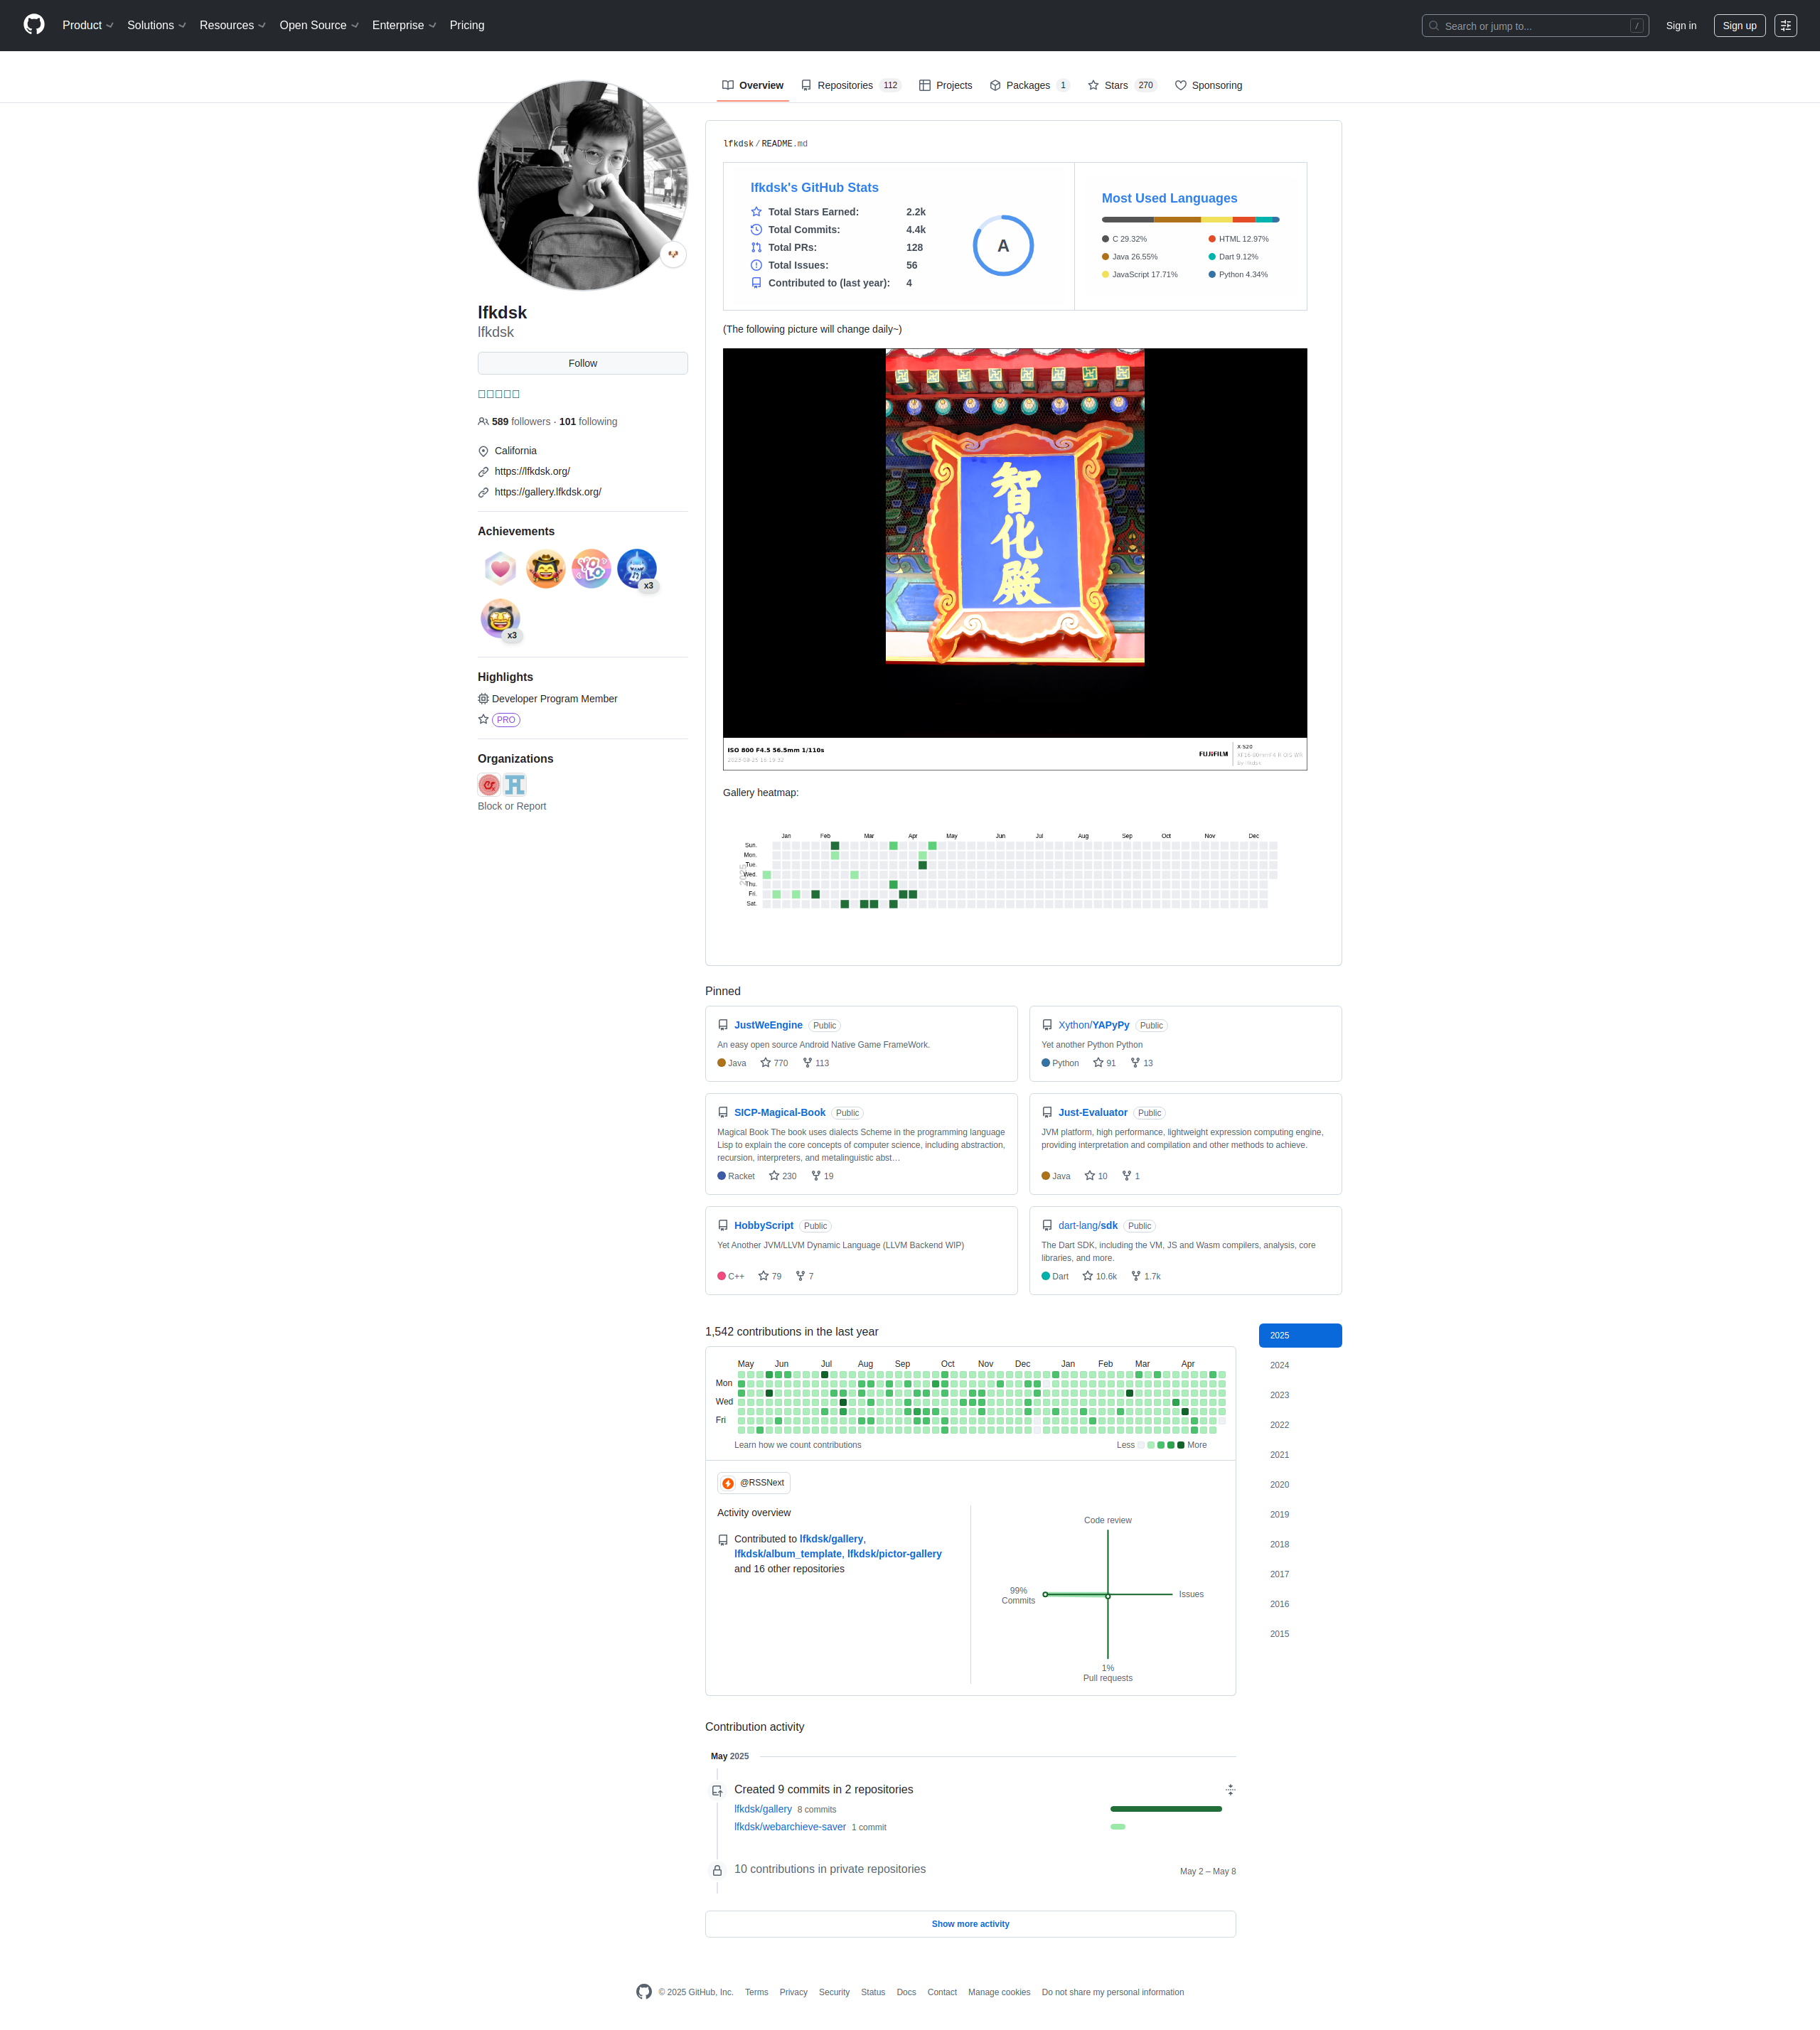 Product
Solutions
Resources
Open Source
Enterprise
Pricing
Search or jump to...
/
Sign in
Sign up
Overview
Repositories 112
Projects
Packages 1
Stars 270
Sponsoring
lfkdsk
lfkdsk
Follow
589 followers · 101 following
California
https://lfkdsk.org/
https://gallery.lfkdsk.org/
Achievements
YOLO
x3
x3
Highlights
Developer Program Member
PRO
Organizations
Block or Report
lfkdsk/README.md
lfkdsk's GitHub Stats
Total Stars Earned: 2.2k
Total Commits: 4.4k
Total PRs: 128
Total Issues: 56
Contributed to (last year): 4
A
Most Used Languages
C 29.32%
Java 26.55%
JavaScript 17.71%
HTML 12.97%
Dart 9.12%
Python 4.34%
(The following picture will change daily~)
智化殿
ISO 800 F4.5 56.5mm 1/110s
FUJIFILM
X-S20
Gallery heatmap:
Jan Feb Mar Apr May Jun Jul Aug Sep Oct Nov Dec
2025
Sun.
Mon.
Tue.
Wed.
Thu.
Fri.
Sat.
Pinned
JustWeEngine Public
An easy open source Android Native Game FrameWork.
Java 770 113
Xython/YAPyPy Public
Yet another Python Python
Python 91 13
SICP-Magical-Book Public
Magical Book The book uses dialects Scheme in the programming language
Lisp to explain the core concepts of computer science, including abstraction,
recursion, interpreters, and metalinguistic abst…
Racket 230 19
Just-Evaluator Public
JVM platform, high performance, lightweight expression computing engine,
providing interpretation and compilation and other methods to achieve.
Java 10 1
HobbyScript Public
Yet Another JVM/LLVM Dynamic Language (LLVM Backend WIP)
C++ 79 7
dart-lang/sdk Public
The Dart SDK, including the VM, JS and Wasm compilers, analysis, core
libraries, and more.
Dart 10.6k 1.7k
1,542 contributions in the last year
May Jun Jul Aug Sep Oct Nov Dec Jan Feb Mar Apr
Mon
Wed
Fri
Learn how we count contributions
Less More
@RSSNext
Activity overview
Contributed to lfkdsk/gallery,
lfkdsk/album_template, lfkdsk/pictor-gallery
and 16 other repositories
Code review
99%
Commits
Issues
1%
Pull requests
2025
2024
2023
2022
2021
2020
2019
2018
2017
2016
2015
Contribution activity
May 2025
Created 9 commits in 2 repositories
lfkdsk/gallery 8 commits
lfkdsk/webarchieve-saver 1 commit
10 contributions in private repositories
May 2 – May 8
Show more activity
© 2025 GitHub, Inc.
Terms
Privacy
Security
Status
Docs
Contact
Manage cookies
Do not share my personal information